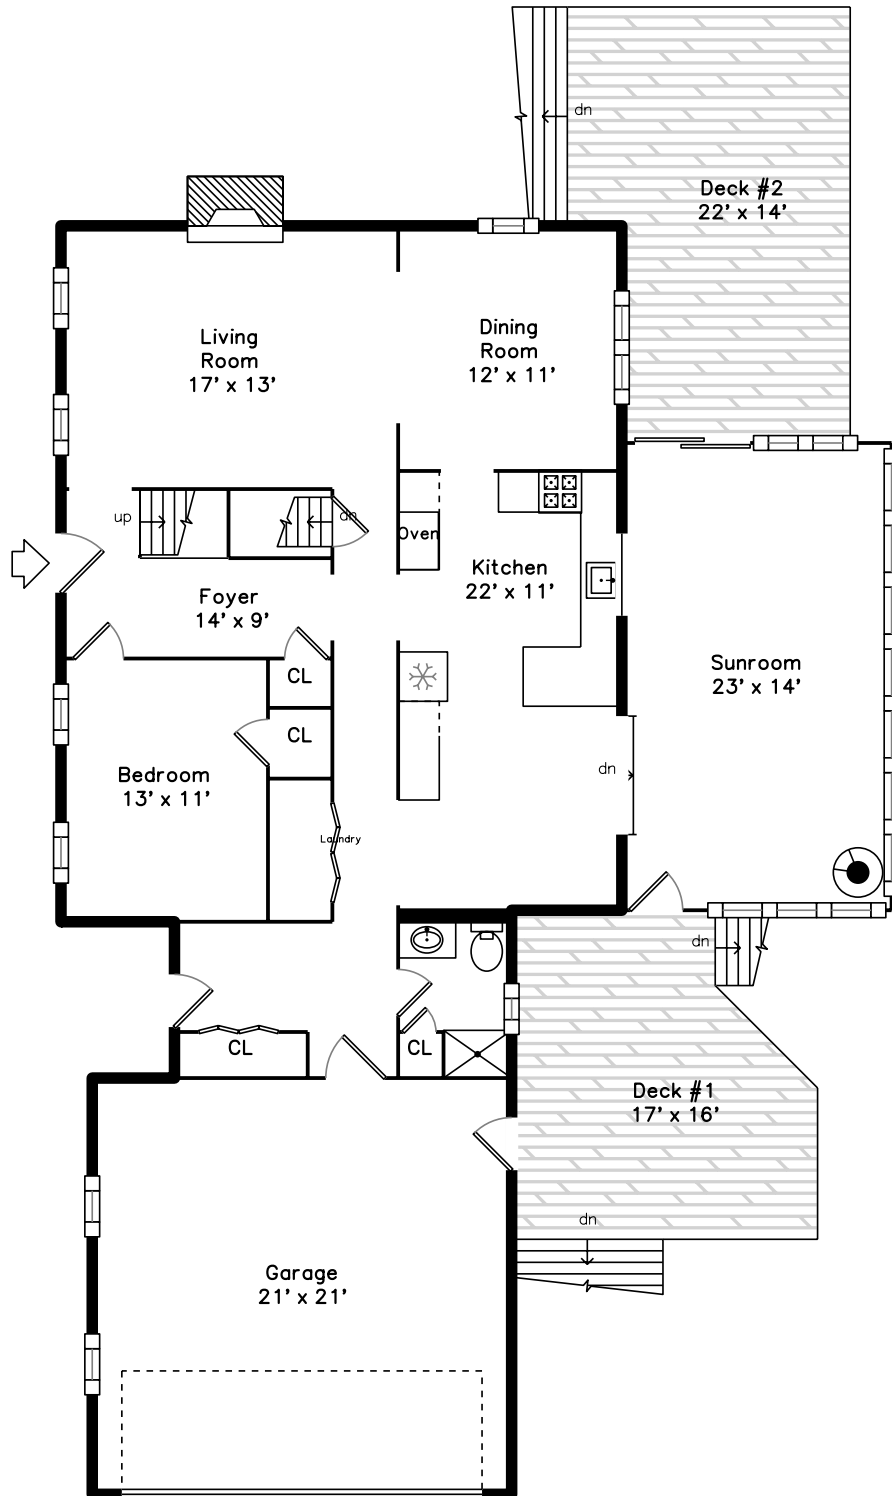 dn
Deck #2
22' x 14'
Living
Room
17' x 13'
Dining
Room
12' x 11'
up
dn
Oven
Kitchen
22' x 11'
Foyer
14' x 9'
CL
Sunroom
23' x 14'
CL
Bedroom
13' x 11'
dn
Laundry
dn
CL
CL
Deck #1
17' x 16'
dn
Garage
21' x 21'